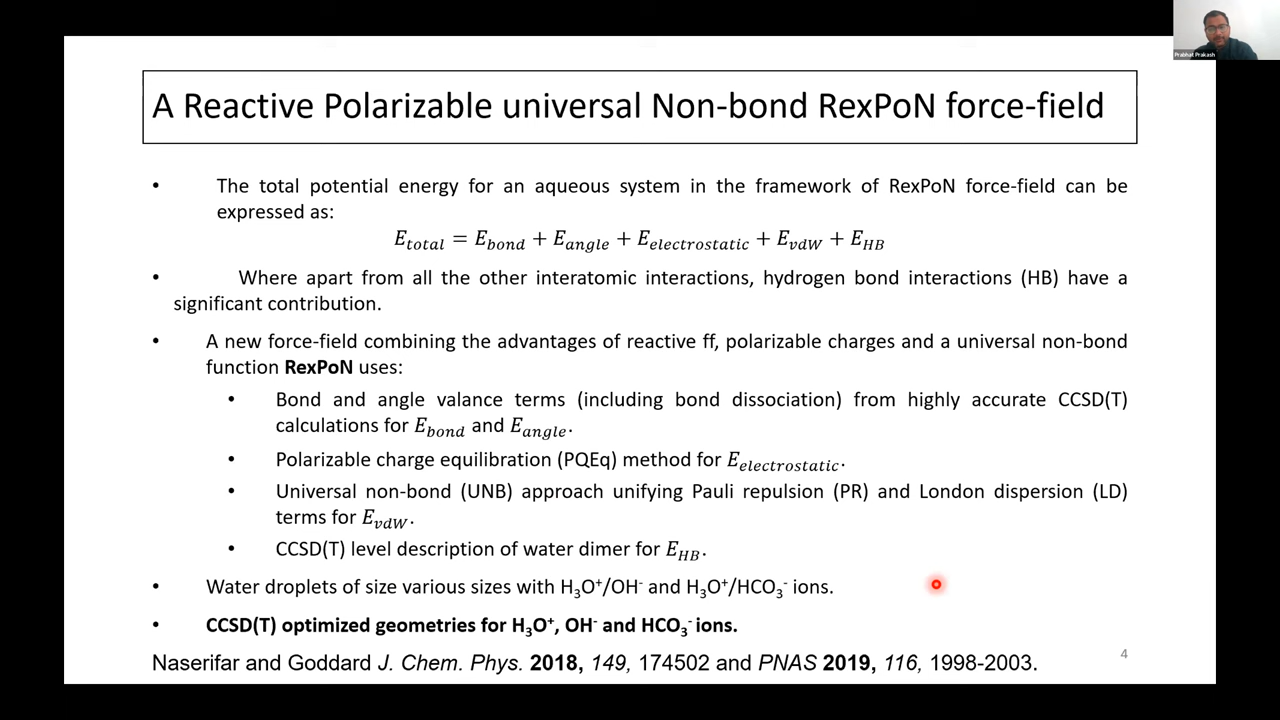 Prabhat Prakash
A Reactive Polarizable universal Non-bond RexPoN force-field
• The total potential energy for an aqueous system in the framework of RexPoN force-field can be
expressed as:
E_total = E_bond + E_angle + E_electrostatic + E_vdW + E_HB
• Where apart from all the other interatomic interactions, hydrogen bond interactions (HB) have a
significant contribution.
• A new force-field combining the advantages of reactive ff, polarizable charges and a universal non-bond
function RexPoN uses:
• Bond and angle valance terms (including bond dissociation) from highly accurate CCSD(T)
calculations for E_bond and E_angle.
• Polarizable charge equilibration (PQEq) method for E_electrostatic.
• Universal non-bond (UNB) approach unifying Pauli repulsion (PR) and London dispersion (LD)
terms for E_vdW.
• CCSD(T) level description of water dimer for E_HB.
• Water droplets of size various sizes with H₃O⁺/OH⁻ and H₃O⁺/HCO₃⁻ ions.
• CCSD(T) optimized geometries for H₃O⁺, OH⁻ and HCO₃⁻ ions.
Naserifar and Goddard J. Chem. Phys. 2018, 149, 174502 and PNAS 2019, 116, 1998-2003.
4